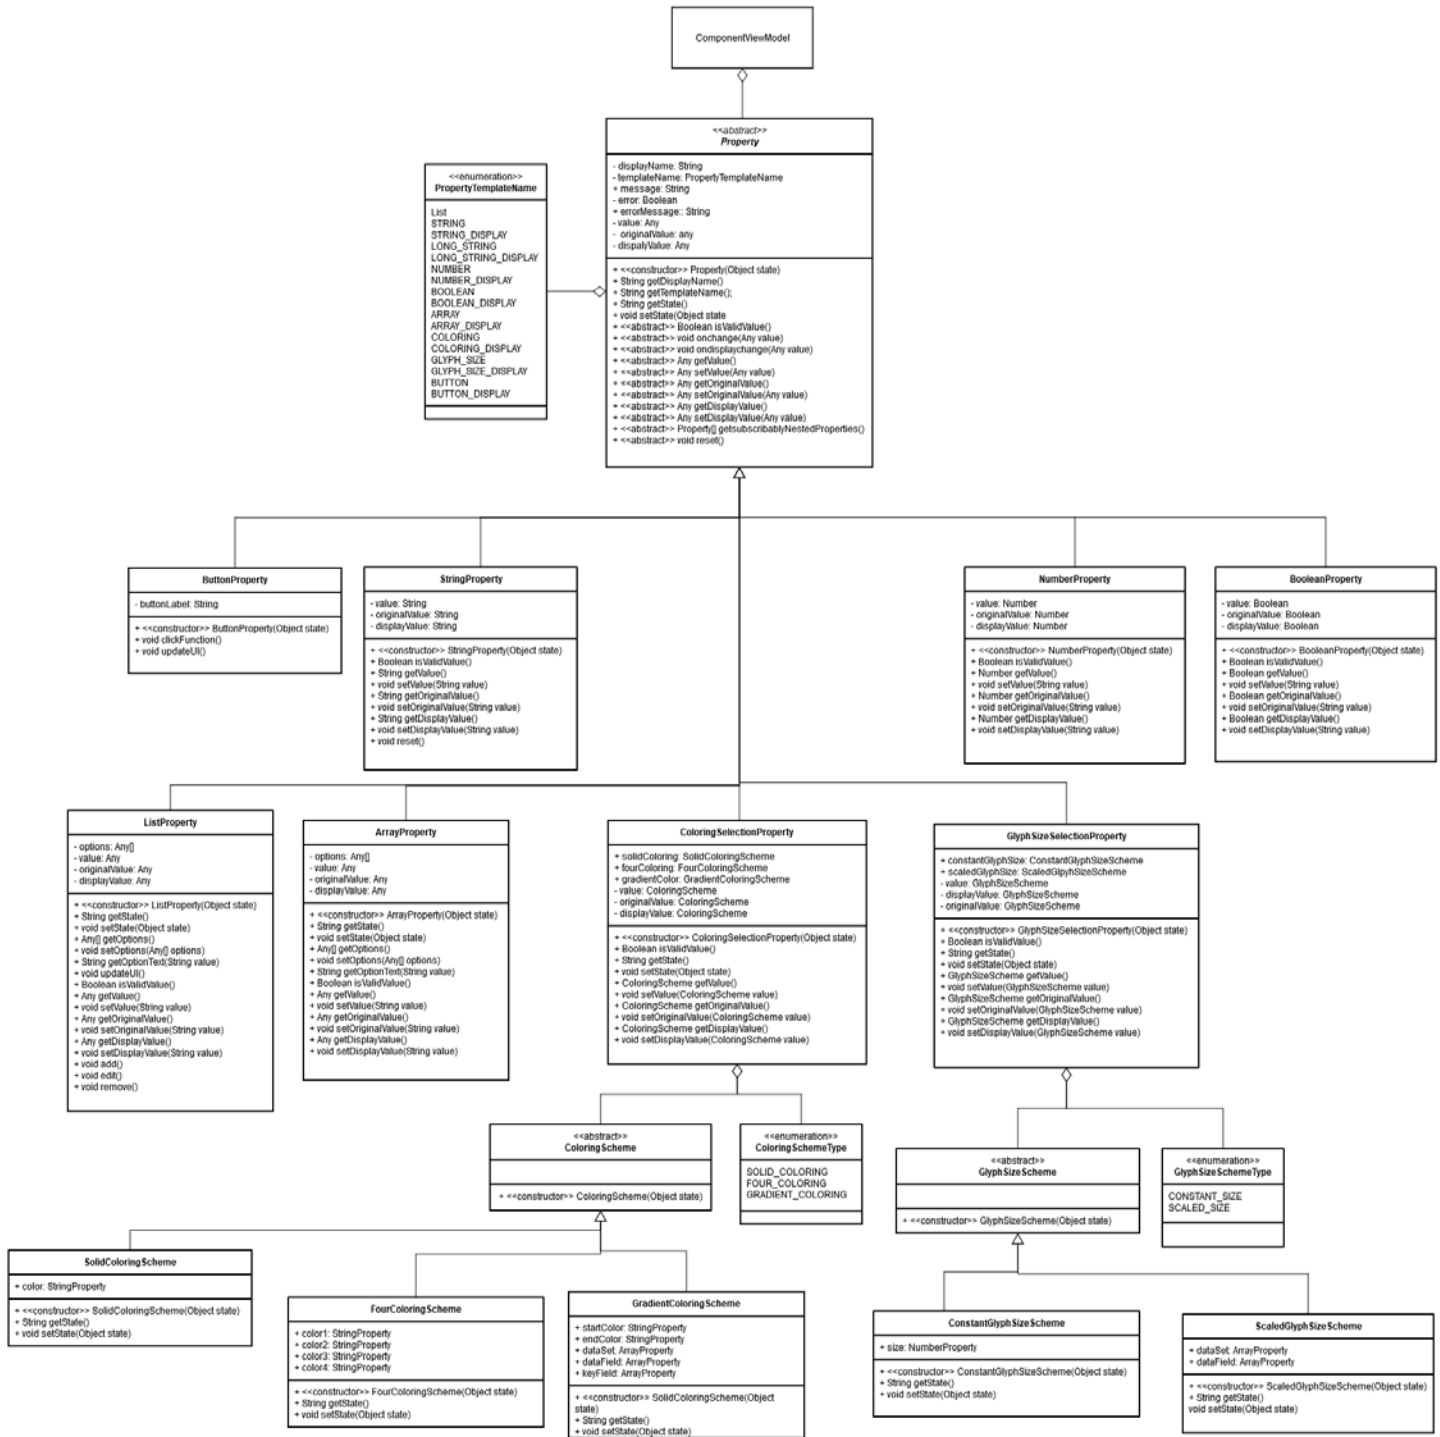 ComponentViewModel
<<abstract>>
Property
- displayName: String
- templateName: PropertyTemplateName
+ message: String
- error: Boolean
+ errorMessage:: String
- value: Any
- originalValue: any
- dispalyValue: Any
+ <<constructor>> Property(Object state)
+ String getDisplayName()
+ String getTemplateName();
+ String getState()
+ void setState(Object state
+ <<abstract>> Boolean isValidValue()
+ <<abstract>> void onchange(Any value)
+ <<abstract>> void ondisplaychange(Any value)
+ <<abstract>> Any getValue()
+ <<abstract>> Any setValue(Any value)
+ <<abstract>> Any getOriginalValue()
+ <<abstract>> Any setOriginalValue(Any value)
+ <<abstract>> Any getDisplayValue()
+ <<abstract>> Any setDisplayValue(Any value)
+ <<abstract>> Property[] getsubscribablyNestedProperties()
+ <<abstract>> void reset()
<<enumeration>>
PropertyTemplateName
List
STRING
STRING_DISPLAY
LONG_STRING
LONG_STRING_DISPLAY
NUMBER
NUMBER_DISPLAY
BOOLEAN
BOOLEAN_DISPLAY
ARRAY
ARRAY_DISPLAY
COLORING
COLORING_DISPLAY
GLYPH_SIZE
GLYPH_SIZE_DISPLAY
BUTTON
BUTTON_DISPLAY
ButtonProperty
- buttonLabel: String
+ <<constructor>> ButtonProperty(Object state)
+ void clickFunction()
+ void updateUI()
StringProperty
- value: String
- originalValue: String
- displayValue: String
+ <<constructor>> StringProperty(Object state)
+ Boolean isValidValue()
+ String getValue()
+ void setValue(String value)
+ String getOriginalValue()
+ void setOriginalValue(String value)
+ String getDisplayValue()
+ void setDisplayValue(String value)
+ void reset()
NumberProperty
- value: Number
- originalValue: Number
- displayValue: Number
+ <<constructor>> NumberProperty(Object state)
+ Boolean isValidValue()
+ Number getValue()
+ void setValue(String value)
+ Number getOriginalValue()
+ void setOriginalValue(String value)
+ Number getDisplayValue()
+ void setDisplayValue(String value)
BooleanProperty
- value: Boolean
- originalValue: Boolean
- displayValue: Boolean
+ <<constructor>> BooleanProperty(Object state)
+ Boolean isValidValue()
+ Boolean getValue()
+ void setValue(String value)
+ Boolean getOriginalValue()
+ void setOriginalValue(String value)
+ Boolean getDisplayValue()
+ void setDisplayValue(String value)
ListProperty
- options: Any[]
- value: Any
- originalValue: Any
- displayValue: Any
+ <<constructor>> ListProperty(Object state)
+ String getState()
+ void setState(Object state)
+ Any[] getOptions()
+ void setOptions(Any[] options)
+ String getOptionText(String value)
+ void updateUI()
+ Boolean isValidValue()
+ Any getValue()
+ void setValue(String value)
+ Any getOriginalValue()
+ void setOriginalValue(String value)
+ Any getDisplayValue()
+ void setDisplayValue(String value)
+ void add()
+ void edit()
+ void remove()
ArrayProperty
- options: Any[]
- value: Any
- originalValue: Any
- displayValue: Any
+ <<constructor>> ArrayProperty(Object state)
+ String getState()
+ void setState(Object state)
+ Any[] getOptions()
+ void setOptions(Any[] options)
+ String getOptionText(String value)
+ Boolean isValidValue()
+ Any getValue()
+ void setValue(String value)
+ Any getOriginalValue()
+ void setOriginalValue(String value)
+ Any getDisplayValue()
+ void setDisplayValue(String value)
ColoringSelectionProperty
+ solidColoring: SolidColoringScheme
+ fourColoring: FourColoringScheme
+ gradientColor: GradientColoringScheme
- value: ColoringScheme
- originalValue: ColoringScheme
- displayValue: ColoringScheme
+ <<constructor>> ColoringSelectionProperty(Object state)
+ Boolean isValidValue()
+ String getState()
+ void setState(Object state)
+ ColoringScheme getValue()
+ void setValue(ColoringScheme value)
+ ColoringScheme getOriginalValue()
+ void setOriginalValue(ColoringScheme value)
+ ColoringScheme getDisplayValue()
+ void setDisplayValue(ColoringScheme value)
GlyphSizeSelectionProperty
+ constantGlyphSize: ConstantGlyphSizeScheme
+ scaledGlyphSize: ScaledGlpyhSizeScheme
- value: GlyphSizeScheme
- displayValue: GlyphSizeScheme
- originalValue: GlyphSizeScheme
+ <<constructor>> GlyphSizeSelectionProperty(Object state)
+ Boolean isValidValue()
+ String getState()
+ void setState(Object state)
+ GlyphSizeScheme getValue()
+ void setValue(GlyphSizeScheme value)
+ GlyphSizeScheme getOriginalValue()
+ void setOriginalValue(GlyphSizeScheme value)
+ GlyphSizeScheme getDisplayValue()
+ void setDisplayValue(GlyphSizeScheme value)
<<abstract>>
ColoringScheme
+ <<constructor>> ColoringScheme(Object state)
<<enumeration>>
ColoringSchemeType
SOLID_COLORING
FOUR_COLORING
GRADIENT_COLORING
<<abstract>>
GlyphSizeScheme
+ <<constructor>> GlyphSizeScheme(Object state)
<<enumeration>>
GlyphSizeSchemeType
CONSTANT_SIZE
SCALED_SIZE
SolidColoringScheme
+ color: StringProperty
+ <<constructor>> SolidColoringScheme(Object state)
+ String getState()
+ void setState(Object state)
FourColoringScheme
+ color1: StringProperty
+ color2: StringProperty
+ color3: StringProperty
+ color4: StringProperty
+ <<constructor>> FourColoringScheme(Object state)
+ String getState()
+ void setState(Object state)
GradientColoringScheme
+ startColor: StringProperty
+ endColor: StringProperty
+ dataSet: ArrayProperty
+ dataField: ArrayProperty
+ keyField: ArrayProperty
+ <<constructor>> SolidColoringScheme(Object
state)
+ String getState()
+ void setState(Object state)
ConstantGlyphSizeScheme
+ size: NumberProperty
+ <<constructor>> ConstantGlyphSizeScheme(Object state)
+ String getState()
+ void setState(Object state)
ScaledGlyphSizeScheme
+ dataSet: ArrayProperty
+ dataField: ArrayProperty
+ <<constructor>> ScaledGlyphSizeScheme(Object state)
+ String getState()
void setState(Object state)